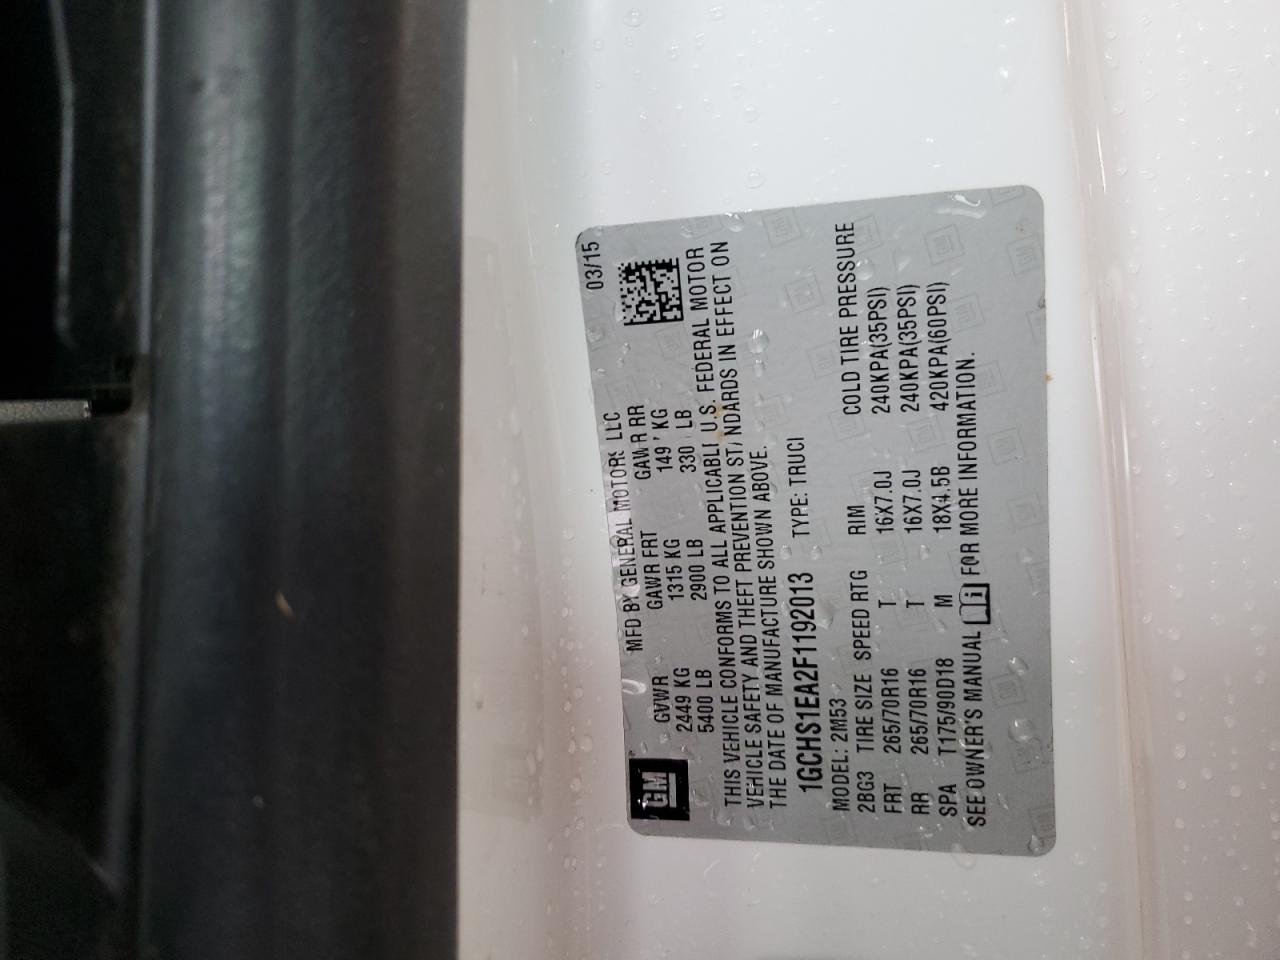 GM
03/15
MFD BY GENERAL MOTORS LLC
GVWR GAWR FRT GAWR RR
2449 KG 1315 KG 149 KG
5400 LB 2900 LB 330 LB
THIS VEHICLE CONFORMS TO ALL APPLICABLE U.S. FEDERAL MOTOR
VEHICLE SAFETY AND THEFT PREVENTION STANDARDS IN EFFECT ON
THE DATE OF MANUFACTURE SHOWN ABOVE.
1GCHS1EA2F1192013 TYPE: TRUCK
MODEL: 2M53
2BG3 TIRE SIZE SPEED RTG RIM COLD TIRE PRESSURE
FRT 265/70R16 T 16X7.0J 240KPA(35PSI)
RR 265/70R16 T 16X7.0J 240KPA(35PSI)
SPA T175/90D18 M 18X4.5B 420KPA(60PSI)
SEE OWNER'S MANUAL FOR MORE INFORMATION.